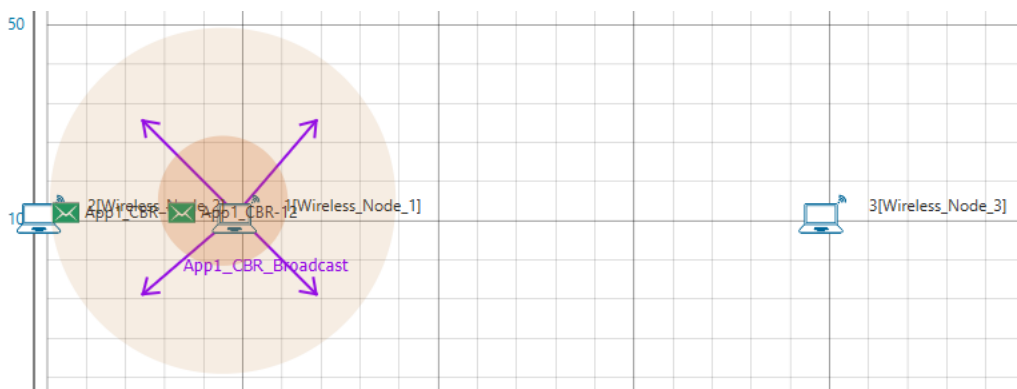 50
2[Wireless_Node_2]
1[Wireless_Node_1]
3[Wireless_Node_3]
10
App1_CBR-
App1_CBR-12
App1_CBR_Broadcast